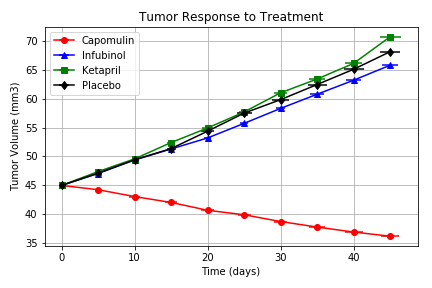 Tumor Response to Treatment
Capomulin
Infubinol
Ketapril
Placebo
Tumor Volume (mm3)
70
65
60
55
50
45
40
35
0
10
20
30
40
Time (days)